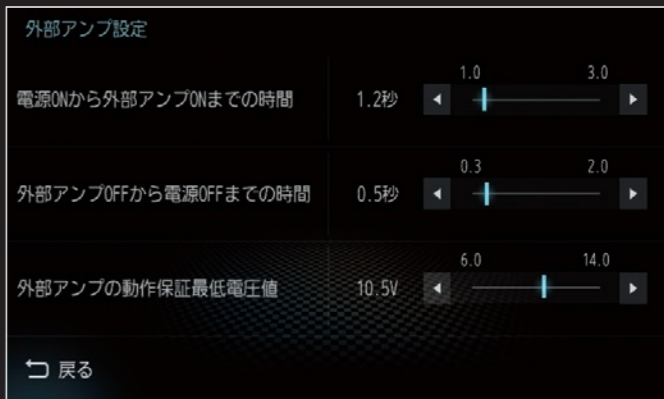 外部アンプ設定
電源ONから外部アンプONまでの時間 1.2秒 1.0 3.0
外部アンプOFFから電源OFFまでの時間 0.5秒 0.3 2.0
外部アンプの動作保証最低電圧値 10.5V 6.0 14.0
戻る